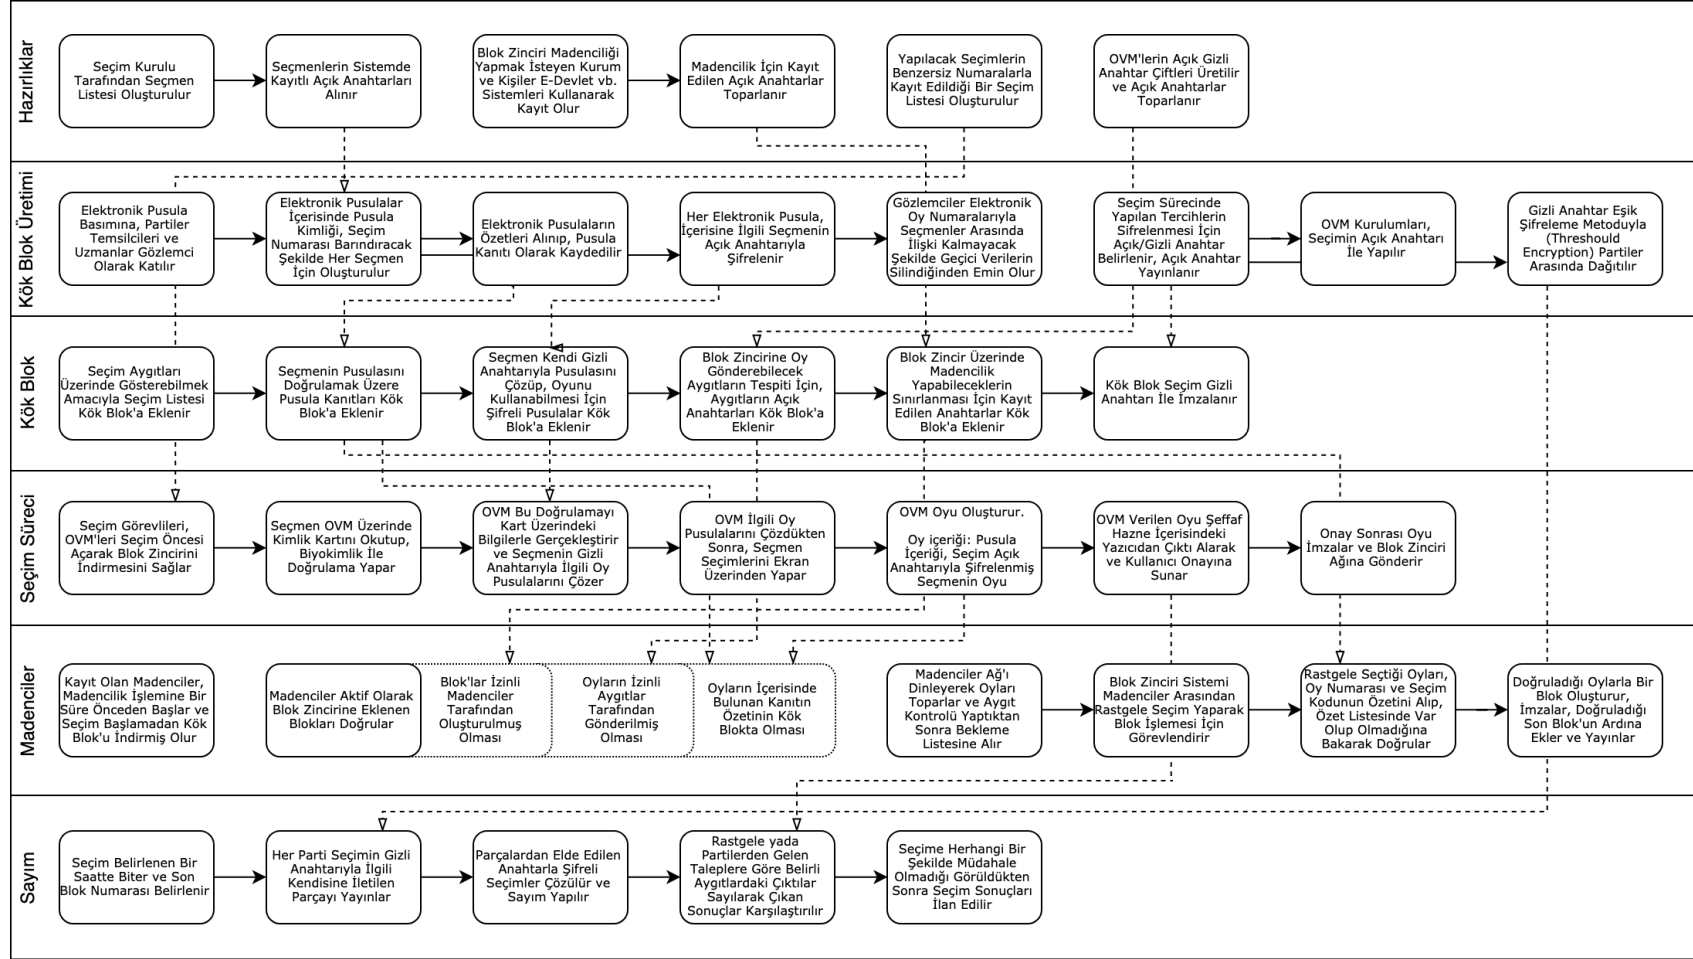 Hazırlıklar
Seçim Kurulu
Tarafından Seçmen
Listesi Oluşturulur
Seçmenlerin Sistemde
Kayıtlı Açık Anahtarları
Alınır
Blok Zinciri Madenciliği
Yapmak İsteyen Kurum
ve Kişiler E-Devlet vb.
Sistemleri Kullanarak
Kayıt Olur
Madencilik İçin Kayıt
Edilen Açık Anahtarlar
Toparlanır
Yapılacak Seçimlerin
Benzersiz Numaralarla
Kayıt Edildiği Bir Seçim
Listesi Oluşturulur
OVM'lerin Açık Gizli
Anahtar Çiftleri Üretilir
ve Açık Anahtarlar
Toparlanır
Kök Blok Üretimi
Elektronik Pusula
Basımına, Partiler
Temsilcileri ve
Uzmanlar Gözlemci
Olarak Katılır
Elektronik Pusulalar
İçerisinde Pusula
Kimliği, Seçim
Numarası Barındıracak
Şekilde Her Seçmen
İçin Oluşturulur
Elektronik Pusulaların
Özetleri Alınıp, Pusula
Kanıtı Olarak Kaydedilir
Her Elektronik Pusula,
İçerisine İlgili Seçmenin
Açık Anahtarıyla
Şifrelenir
Gözlemciler Elektronik
Oy Numaralarıyla
Seçmenler Arasında
İlişki Kalmayacak
Şekilde Geçici Verilerin
Silindiğinden Emin Olur
Seçim Sürecinde
Yapılan Tercihlerin
Sifrelenmesi İçin
Açık/Gizli Anahtar
Belirlenir, Açık Anahtar
Yayınlanır
OVM Kurulumları,
Seçimin Açık Anahtarı
İle Yapılır
Gizli Anahtar Eşik
Şifreleme Metoduyla
(Threshould
Encryption) Partiler
Arasında Dağıtılır
Kök Blok
Seçim Aygıtları
Üzerinde Gösterebilmek
Amacıyla Seçim Listesi
Kök Blok'a Eklenir
Seçmenin Pusulasını
Doğrulamak Üzere
Pusula Kanıtları Kök
Blok'a Eklenir
Seçmen Kendi Gizli
Anahtarıyla Pusulasını
Çözüp, Oyunu
Kullanabilmesi İçin
Şifreli Pusulalar Kök
Blok'a Eklenir
Blok Zincirine Oy
Gönderebilecek
Aygıtların Tespiti İçin,
Aygıtların Açık
Anahtarları Kök Blok'a
Eklenir
Blok Zincir Üzerinde
Madencilik
Yapabileceklerin
Sınırlanması İçin Kayıt
Edilen Anahtarlar Kök
Blok'a Eklenir
Kök Blok Seçim Gizli
Anahtarı İle İmzalanır
Seçim Süreci
Seçim Görevlileri,
OVM'leri Seçim Öncesi
Açarak Blok Zincirini
İndirmesini Sağlar
Seçmen OVM Üzerinde
Kimlik Kartını Okutup,
Biyokimlik İle
Doğrulama Yapar
OVM Bu Doğrulamayı
Kart Üzerindeki
Bilgilerle Gerçekleştirir
ve Seçmenin Gizli
Anahtarıyla İlgili Oy
Pusulalarını Çözer
OVM İlgili Oy
Pusulalarını Çözdükten
Sonra, Seçmen
Seçimlerini Ekran
Üzerinden Yapar
OVM Oyu Oluşturur.
Oy içeriği: Pusula
İçeriği, Seçim Açık
Anahtarıyla Şifrelenmiş
Seçmenin Oyu
OVM Verilen Oyu Şeffaf
Hazne İçerisindeki
Yazıcıdan Çıktı Alarak
ve Kullanıcı Onayına
Sunar
Onay Sonrası Oyu
İmzalar ve Blok Zinciri
Ağına Gönderir
Madenciler
Kayıt Olan Madenciler,
Madencilik İşlemine Bir
Süre Önceden Başlar ve
Seçim Başlamadan Kök
Blok'u İndirmiş Olur
Madenciler Aktif Olarak
Blok Zincirine Eklenen
Blokları Doğrular
Blok'lar İzinli
Madenciler
Tarafından
Oluşturulmuş
Olması
Oyların İzinli
Aygıtlar
Tarafından
Gönderilmiş
Olması
Oyların İçerisinde
Bulunan Kanıtın
Özetinin Kök
Blokta Olması
Madenciler Ağ'ı
Dinleyerek Oyları
Toparlar ve Aygıt
Kontrolü Yaptıktan
Sonra Bekleme
Listesine Alır
Blok Zinciri Sistemi
Madenciler Arasından
Rastgele Seçim Yaparak
Blok İşlemesi İçin
Görevlendirir
Rastgele Seçtiği Oyları,
Oy Numarası ve Seçim
Kodunun Özetini Alıp,
Özet Listesinde Var
Olup Olmadığına
Bakarak Doğrular
Doğruladığı Oylarla Bir
Blok Oluşturur,
İmzalar, Doğruladığı
Son Blok'un Ardına
Ekler ve Yayınlar
Sayım
Seçim Belirlenen Bir
Saatte Biter ve Son
Blok Numarası Belirlenir
Her Parti Seçimin Gizli
Anahtarıyla İlgili
Kendisine İletilen
Parçayı Yayınlar
Parçalardan Elde Edilen
Anahtarla Şifreli
Seçimler Çözülür ve
Sayım Yapılır
Rastgele yada
Partilerden Gelen
Taleplere Göre Belirli
Aygıtlardaki Çıktılar
Sayılarak Çıkan
Sonuçlar Karşılaştırılır
Seçime Herhangi Bir
Şekilde Müdahale
Olmadığı Görüldükten
Sonra Seçim Sonuçları
İlan Edilir